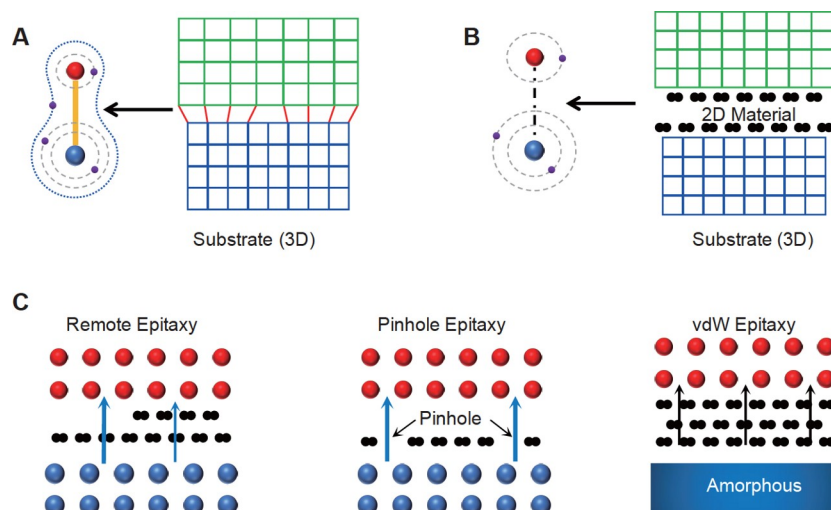 A
B
2D Material
Substrate (3D)
Substrate (3D)
C
Remote Epitaxy
Pinhole Epitaxy
vdW Epitaxy
Pinhole
Amorphous